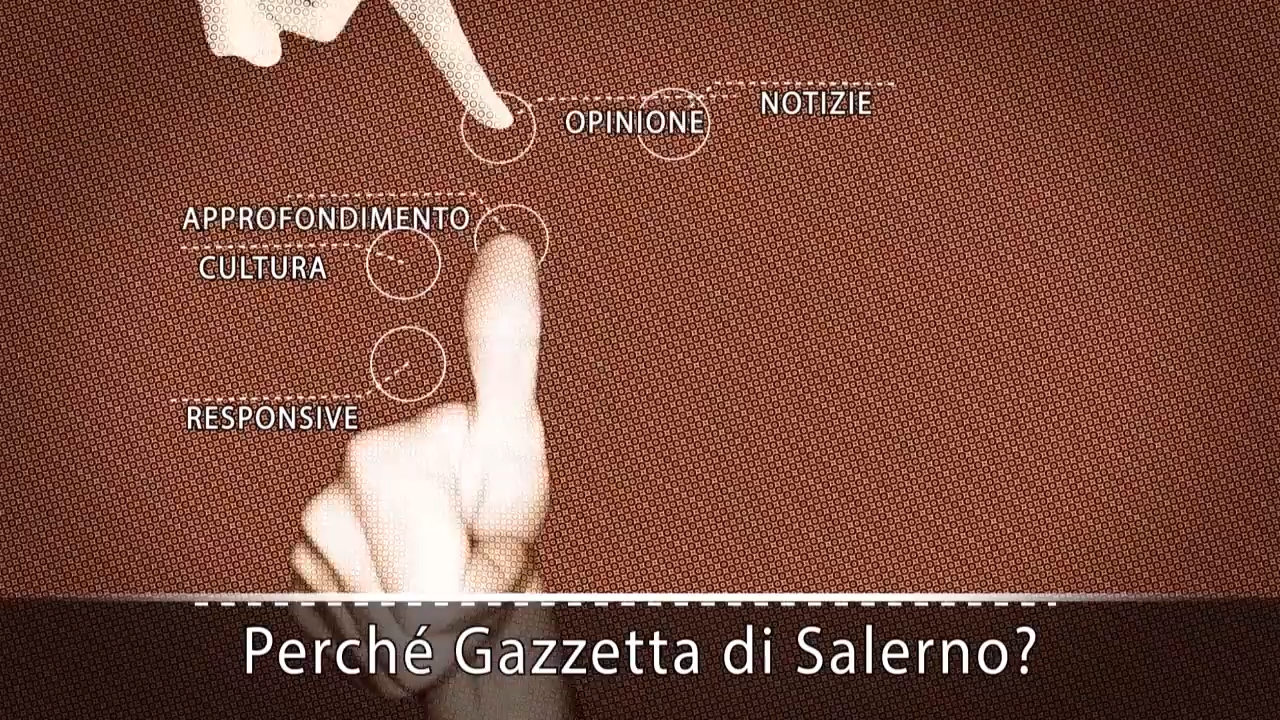 NOTIZIE
OPINIONE
APPROFONDIMENTO
CULTURA
RESPONSIVE
Perché Gazzetta di Salerno?